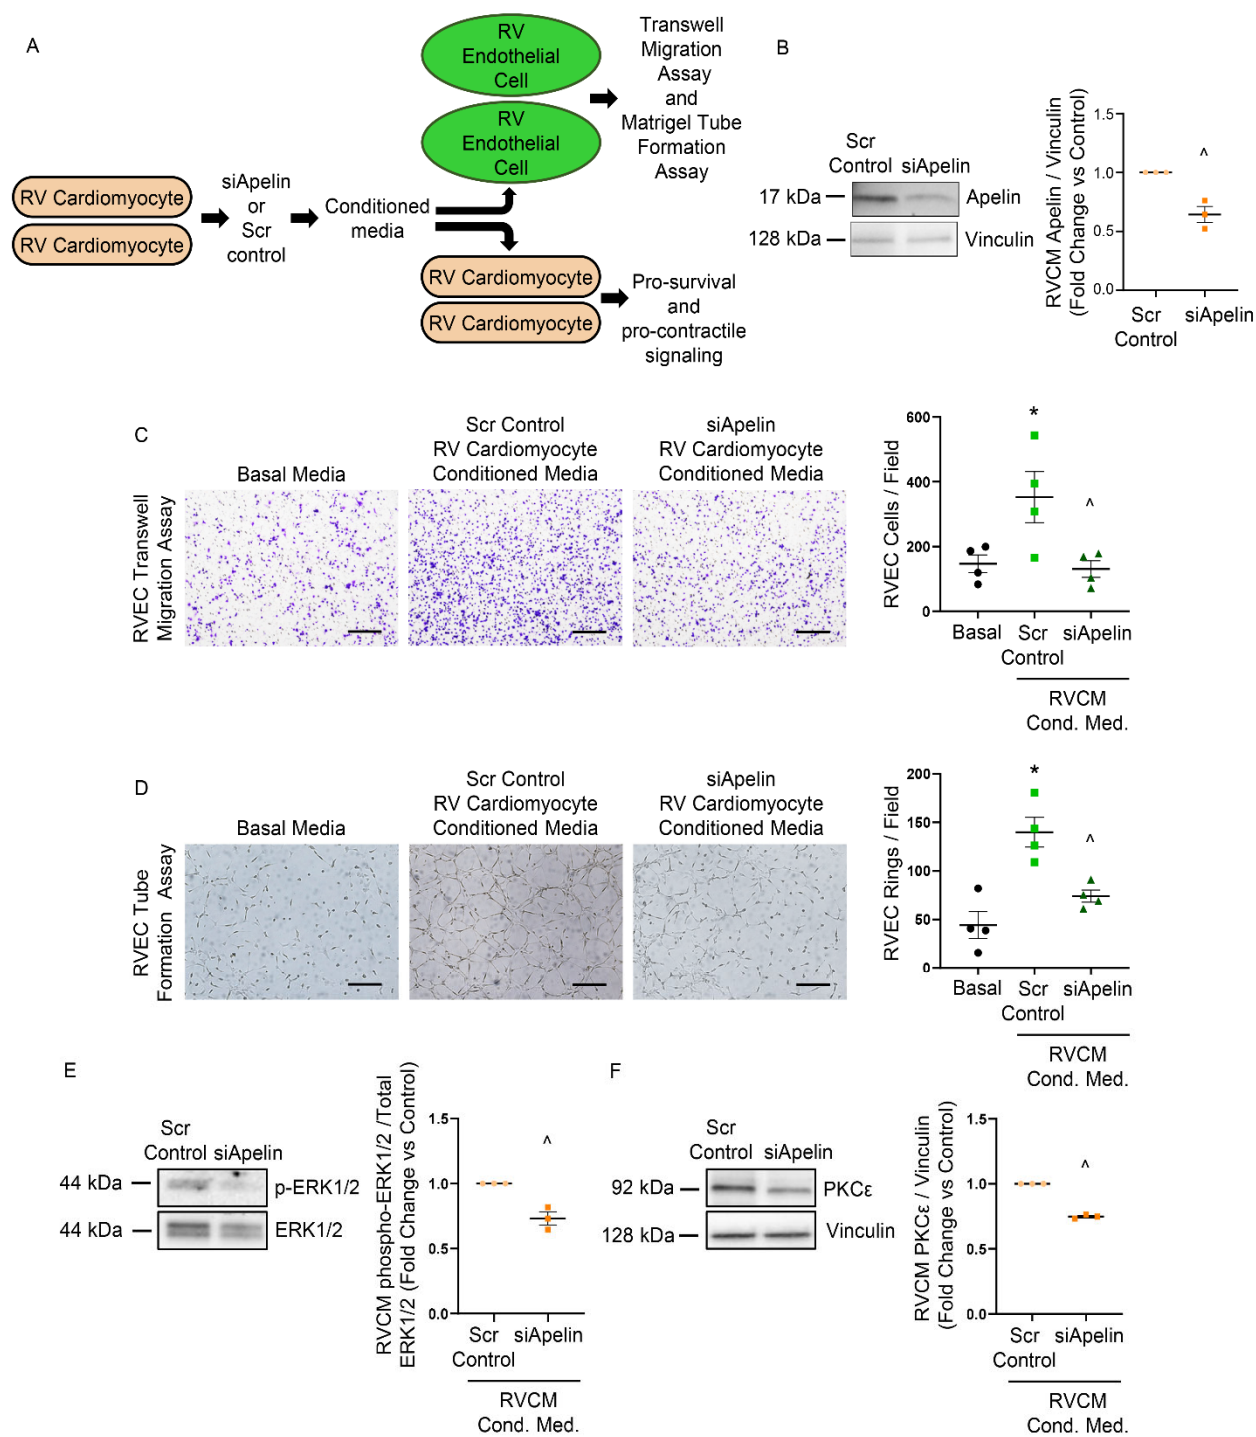 A
RV Cardiomyocyte
RV Cardiomyocyte
siApelin
or
Scr
control
Conditioned
media
RV
Endothelial
Cell
RV
Endothelial
Cell
Transwell
Migration
Assay
and
Matrigel Tube
Formation
Assay
RV Cardiomyocyte
RV Cardiomyocyte
Pro-survival
and
pro-contractile
signaling
B
Scr
Control siApelin
17 kDa
Apelin
128 kDa
Vinculin
RVCM Apelin / Vinculin
(Fold Change vs Control)
1.5
1.0
0.5
0.0
^
Scr
Control
siApelin
C
RVEC Transwell
Migration Assay
Basal Media
Scr Control
RV Cardiomyocyte
Conditioned Media
siApelin
RV Cardiomyocyte
Conditioned Media
RVEC Cells / Field
600
400
200
0
*
^
Basal
Scr
Control
siApelin
RVCM
Cond. Med.
D
RVEC Tube
Formation Assay
Basal Media
Scr Control
RV Cardiomyocyte
Conditioned Media
siApelin
RV Cardiomyocyte
Conditioned Media
RVEC Rings / Field
200
150
100
50
0
*
^
Basal
Scr
Control
siApelin
RVCM
Cond. Med.
E
Scr
Control siApelin
44 kDa
p-ERK1/2
44 kDa
ERK1/2
RVCM phospho-ERK1/2 /Total
ERK1/2 (Fold Change vs Control)
1.5
1.0
0.5
0.0
^
Scr
Control
siApelin
RVCM
Cond. Med.
F
Scr
Control siApelin
92 kDa
PKCε
128 kDa
Vinculin
RVCM PKCε / Vinculin
(Fold Change vs Control)
1.5
1.0
0.5
0.0
^
Scr
Control
siApelin
RVCM
Cond. Med.